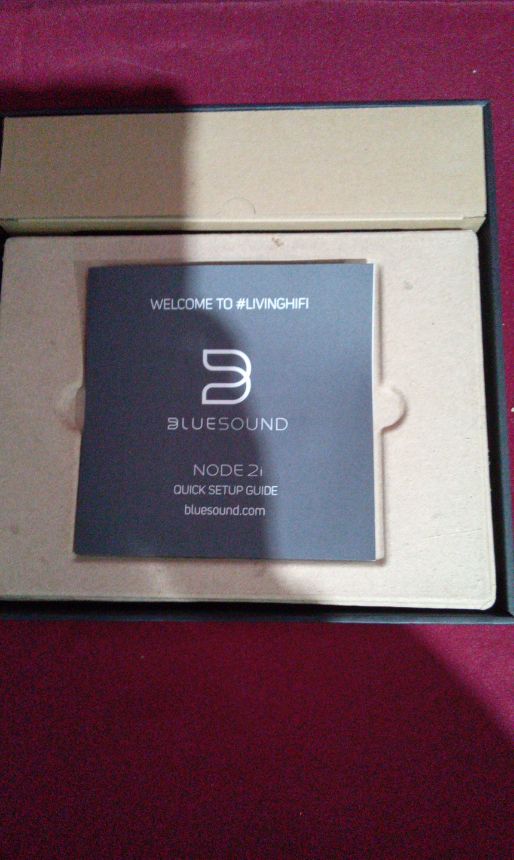 WELCOME TO #LIVINGHIFI
BLUESOUND
NODE 2i
QUICK SETUP GUIDE
bluesound.com